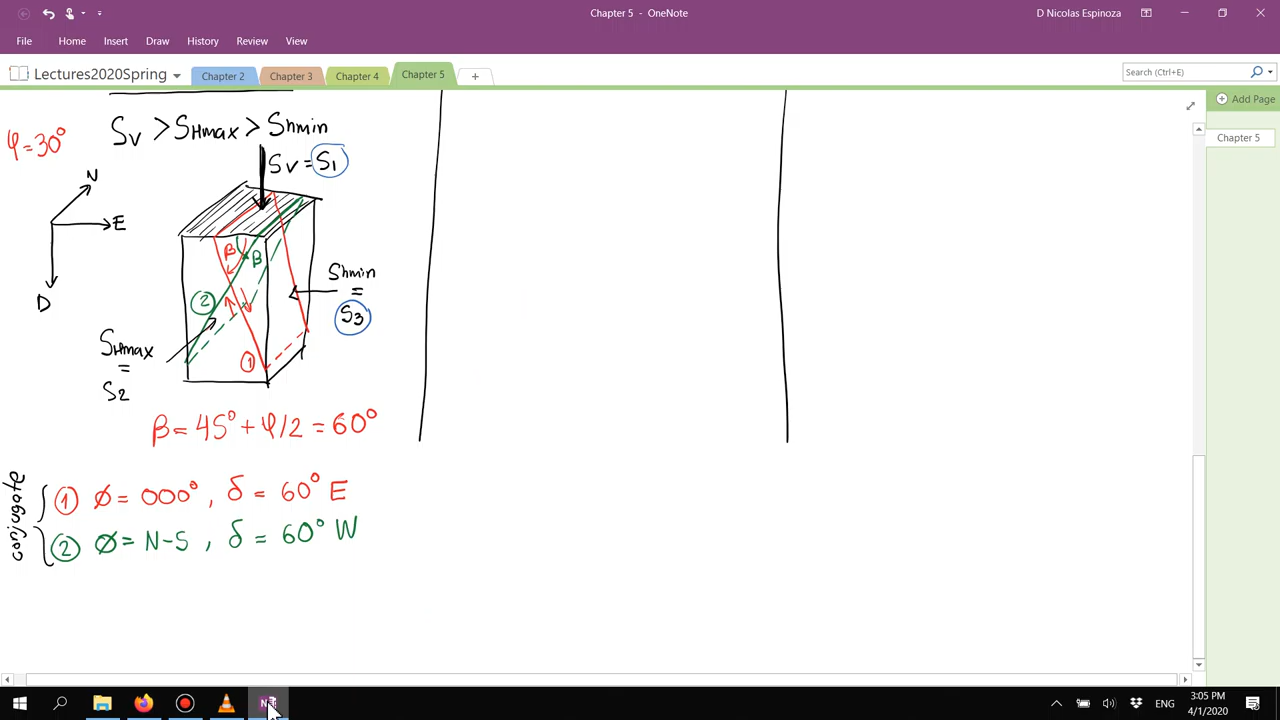 Chapter 5 - OneNote
D Nicolas Espinoza
File Home Insert Draw History Review View
Lectures2020Spring
Chapter 2 Chapter 3 Chapter 4 Chapter 5
Search (Ctrl+E)
Add Page
Chapter 5
φ=30°
Sv > SHmax > Shmin
Sv = S1
N
E
D
β
β
2
1
Shmin
=
S3
SHmax
=
S2
β = 45° + φ/2 = 60°
conjugate
1 ø = 000°, δ = 60° E
2 ø = N-S, δ = 60° W
ENG
3:05 PM
4/1/2020